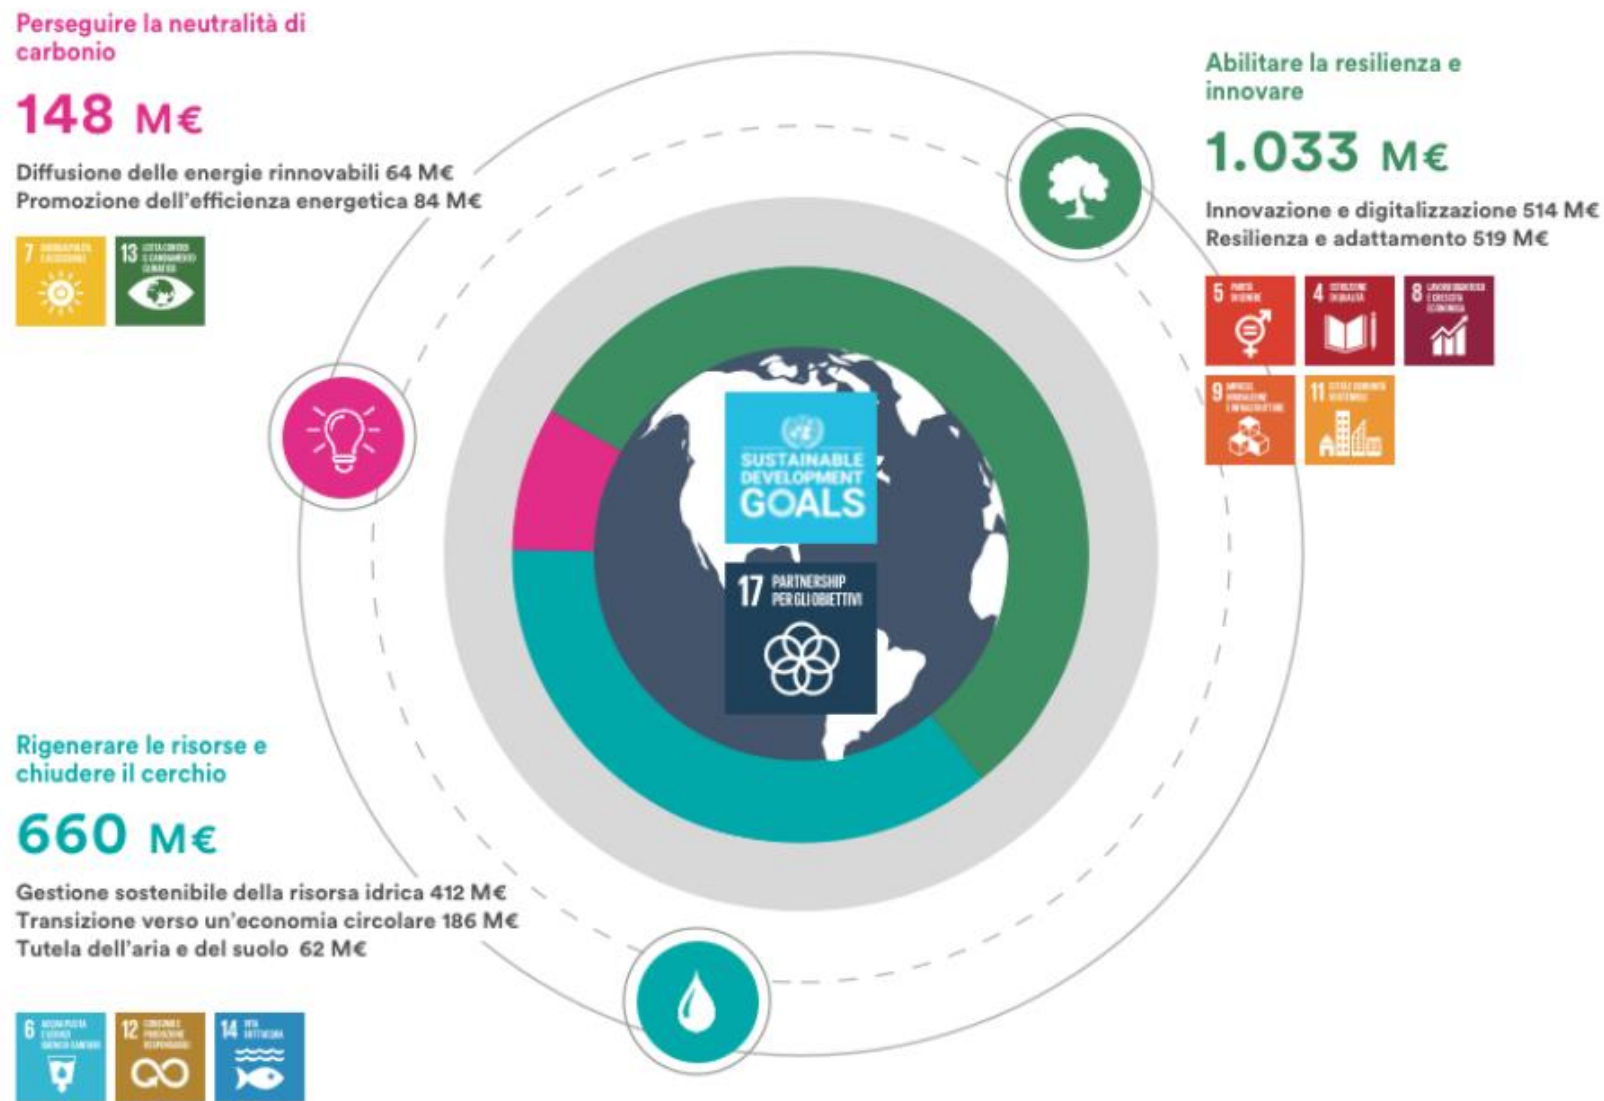 Perseguire la neutralità di
carbonio
148 M€
Diffusione delle energie rinnovabili 64 M€
Promozione dell'efficienza energetica 84 M€
7
13
Abilitare la resilienza e
innovare
1.033 M€
Innovazione e digitalizzazione 514 M€
Resilienza e adattamento 519 M€
5
4
8
9
11
SUSTAINABLE
DEVELOPMENT
GOALS
17 PARTNERSHIP
PER GLI OBIETTIVI
Rigenerare le risorse e
chiudere il cerchio
660 M€
Gestione sostenibile della risorsa idrica 412 M€
Transizione verso un'economia circolare 186 M€
Tutela dell'aria e del suolo 62 M€
6
12
14